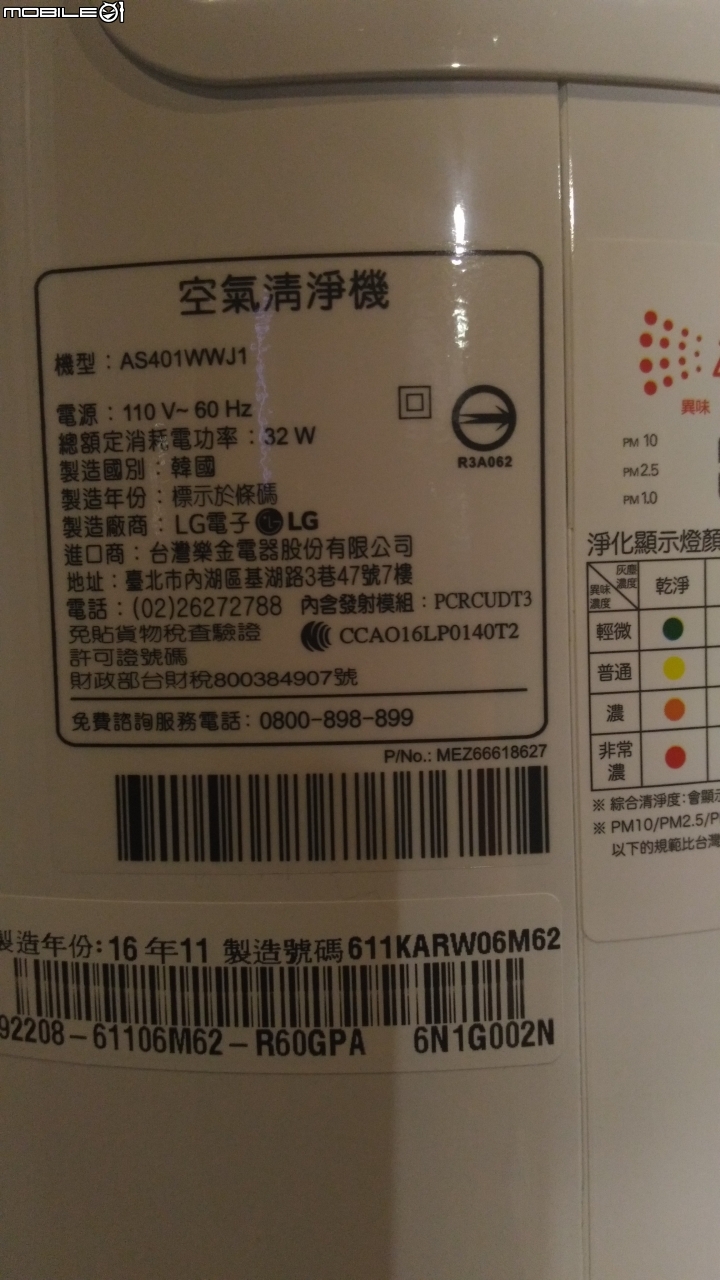 MOBILE01
空氣清淨機
機型：AS401WWJ1
電源：110 V~ 60 Hz
總額定消耗電功率：32 W
R3A062
製造國別：韓國
製造年份：標示於條碼
製造廠商：LG電子 LG
進口商：台灣樂金電器股份有限公司
地址：臺北市內湖區基湖路3巷47號7樓
電話：(02)26272788 內含發射模組：PCRCUDT3
免貼貨物稅查驗證 CCAO16LP0140T2
許可證號碼
財政部台財稅800384907號
免費諮詢服務電話：0800-898-899
P/No.: MEZ66618627
製造年份: 16 年11 製造號碼 611KARW06M62
92208-61106M62-R60GPA 6N1G002N
異味
PM 10
PM 2.5
PM 1.0
淨化顯示燈顏
灰塵濃度
異味濃度
乾淨
輕微
普通
濃
非常濃
※ 綜合清淨度：會顯示
※ PM10/PM2.5/P
以下的規範比台灣